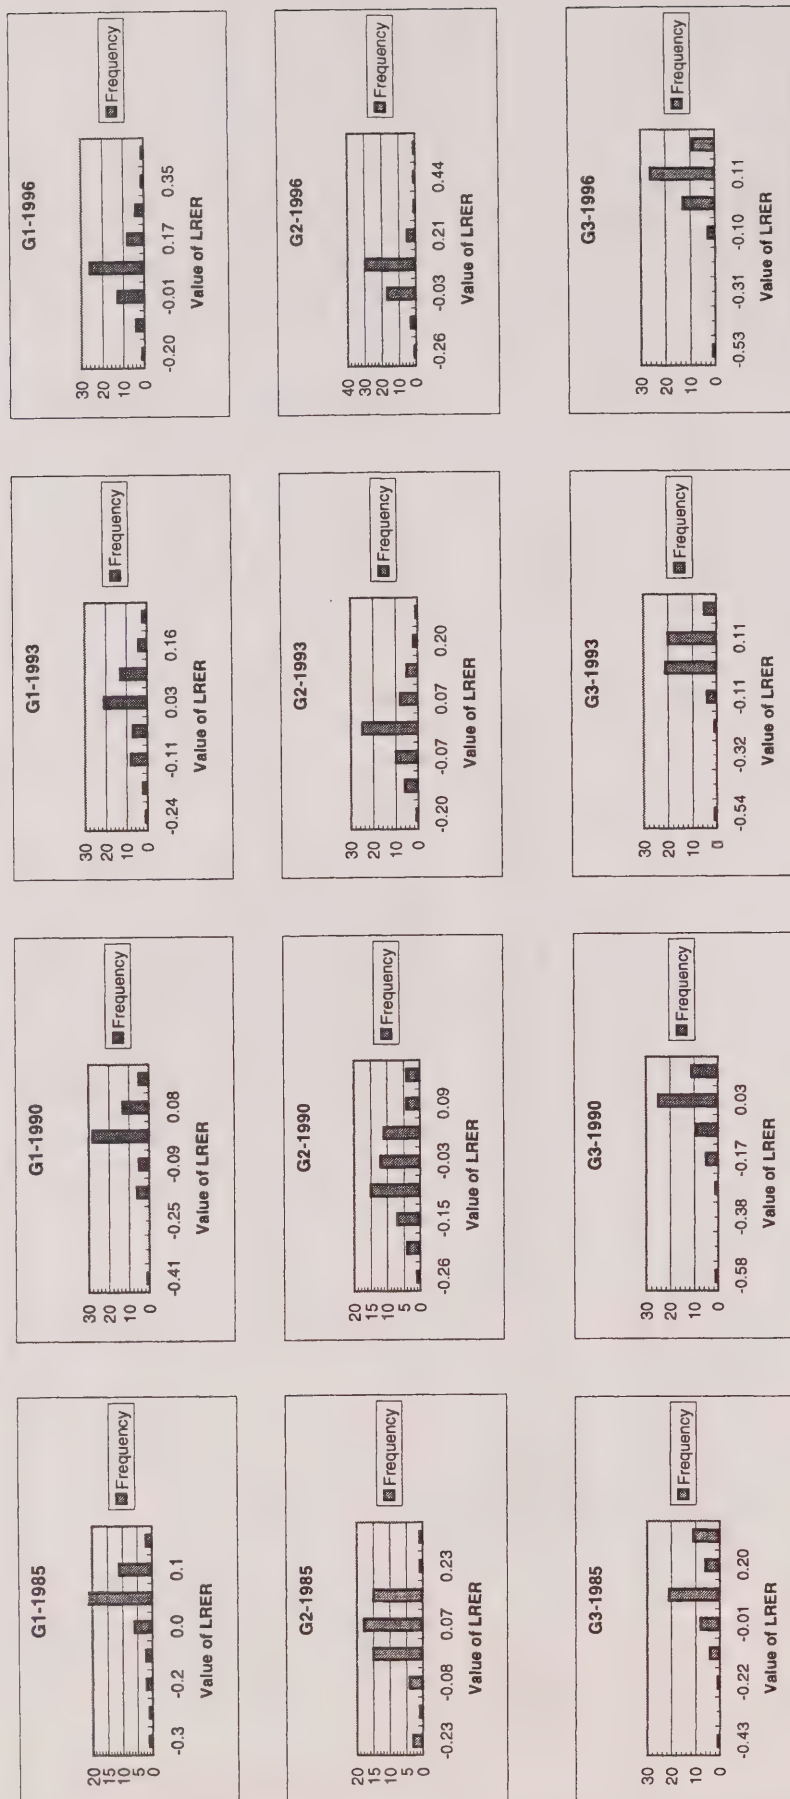 G1-1985
20
15
10
5
0
-0.3 -0.2 0.0 0.1
Value of LRER
Frequency
G1-1990
30
20
10
0
-0.41 -0.25 -0.09 0.08
Value of LRER
Frequency
G1-1993
30
20
10
0
-0.24 -0.11 0.03 0.16
Value of LRER
Frequency
G1-1996
30
20
10
0
-0.20 -0.01 0.17 0.35
Value of LRER
Frequency
G2-1985
20
15
10
5
0
-0.23 -0.08 0.07 0.23
Value of LRER
Frequency
G2-1990
20
15
10
5
0
-0.26 -0.15 -0.03 0.09
Value of LRER
Frequency
G2-1993
30
20
10
0
-0.20 -0.07 0.07 0.20
Value of LRER
Frequency
G2-1996
40
30
20
10
0
-0.26 -0.03 0.21 0.44
Value of LRER
Frequency
G3-1985
30
20
10
0
-0.43 -0.22 -0.01 0.20
Value of LRER
Frequency
G3-1990
30
20
10
0
-0.58 -0.38 -0.17 0.03
Value of LRER
Frequency
G3-1993
30
20
10
0
-0.54 -0.32 -0.11 0.11
Value of LRER
Frequency
G3-1996
30
20
10
0
-0.53 -0.31 -0.10 0.11
Value of LRER
Frequency